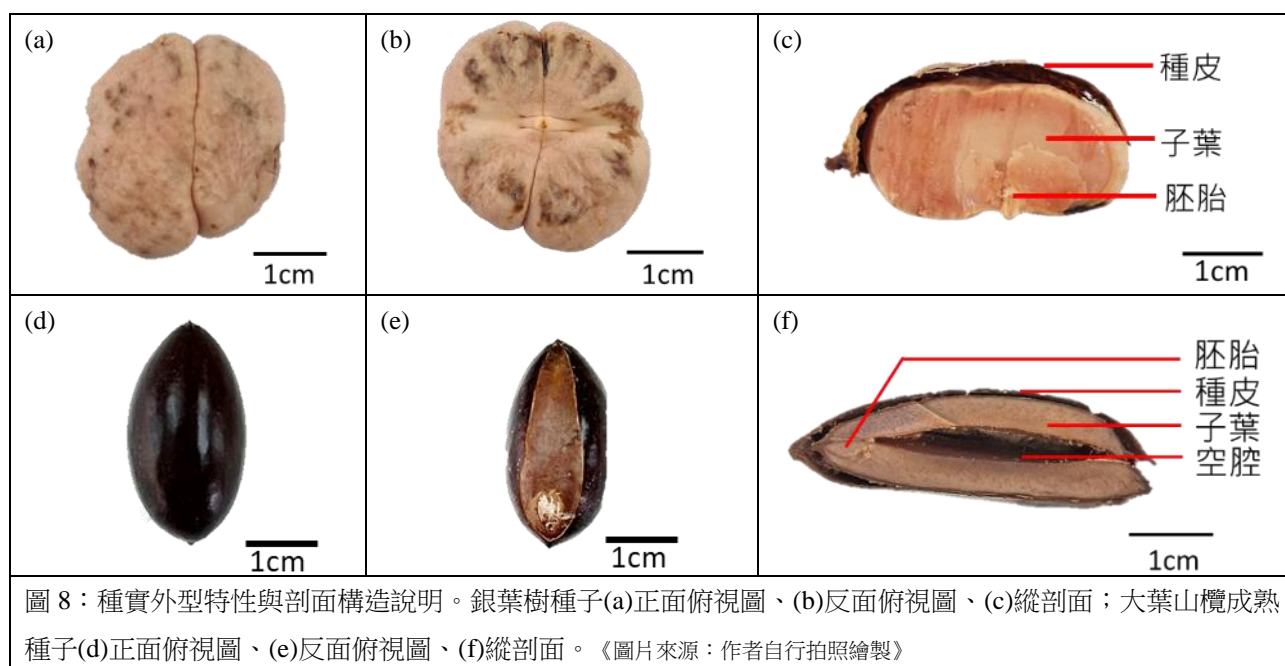 (a)
1cm
(b)
1cm
(c)
種皮
子葉
胚胎
1cm
(d)
1cm
(e)
1cm
(f)
胚胎
種皮
子葉
空腔
1cm
圖 8：種實外型特性與剖面構造說明。銀葉樹種子(a)正面俯視圖、(b)反面俯視圖、(c)縱剖面；大葉山欖成熟
種子(d)正面俯視圖、(e)反面俯視圖、(f)縱剖面。《圖片來源：作者自行拍照繪製》